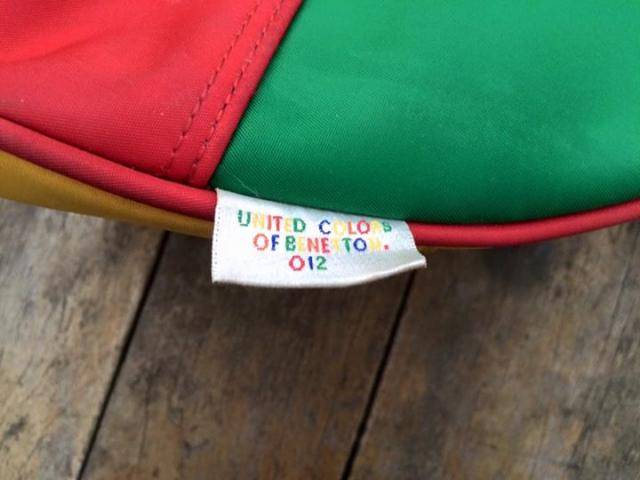 UNITED COLORS
OF BENETTON.
012